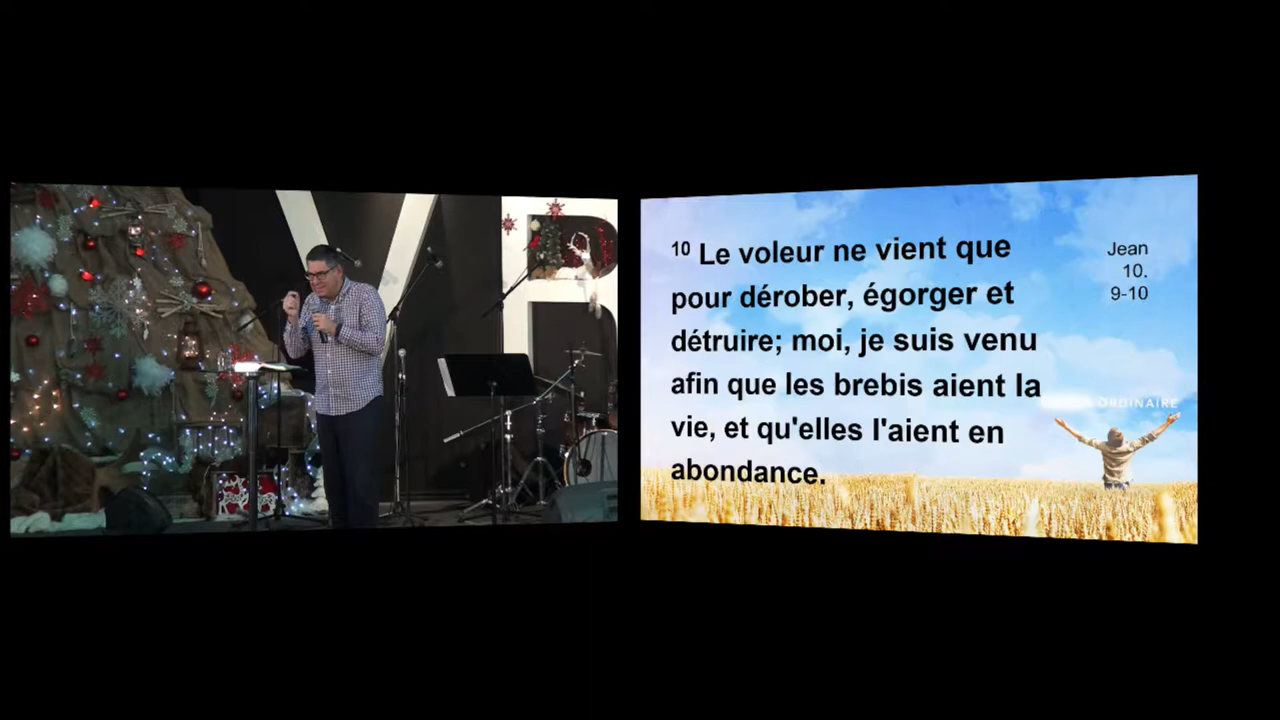 10 Le voleur ne vient que
pour dérober, égorger et
détruire; moi, je suis venu
afin que les brebis aient la
vie, et qu'elles l'aient en
abondance.
Jean
10.
9-10
ORDINAIRE